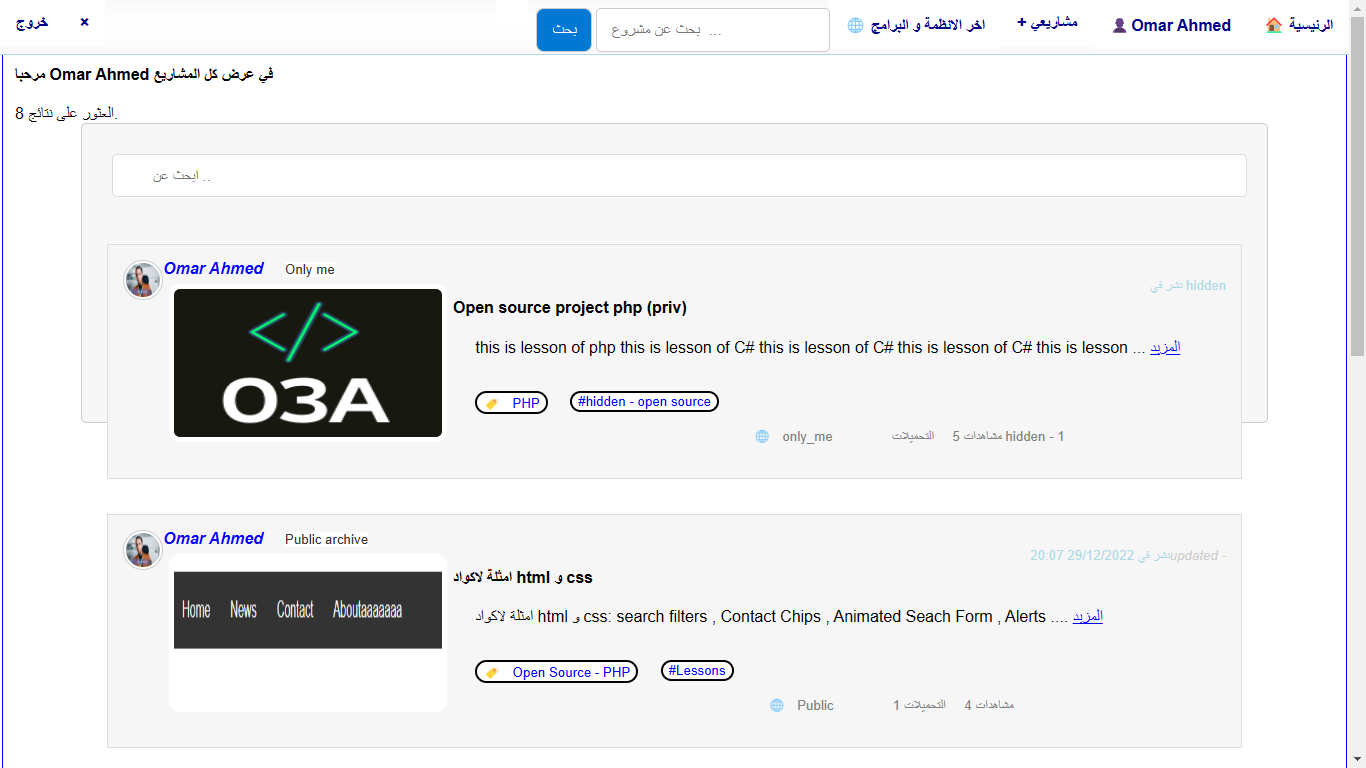 الرئيسية
Omar Ahmed
مشاريعي +
اخر الانظمة و البرامج
بحث عن مشروع ...
بحث
×
خروج
مرحبا Omar Ahmed في عرض كل المشاريع
8 العثور على نتائج.
ابحث عن ..
Omar Ahmed Only me
نشر في hidden
</> O3A
Open source project php (priv)
this is lesson of php this is lesson of C# this is lesson of C# this is lesson of C# this is lesson ... المزيد
PHP #hidden - open source
only_me التحميلات 5 مشاهدات hidden - 1
Omar Ahmed Public archive
20:07 29/12/2022 نشر في updated -
Home News Contact Aboutaaaaaaa
امثلة لاكواد html و css
امثلة لاكواد html و css: search filters , Contact Chips , Animated Seach Form , Alerts .... المزيد
Open Source - PHP #Lessons
Public 1 التحميلات 4 مشاهدات